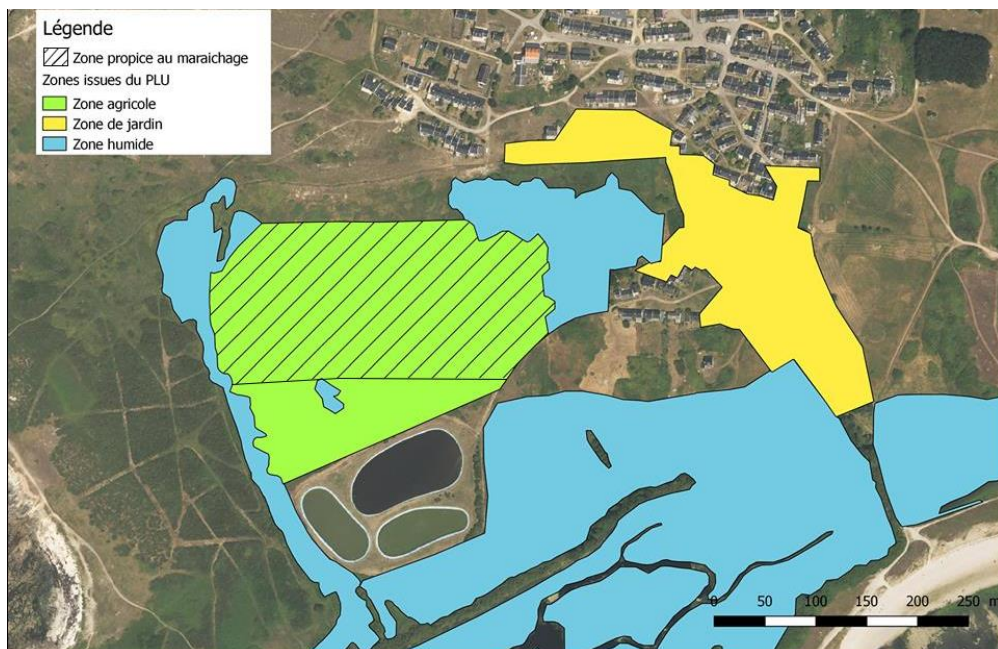 Légende
Zone propice au maraichage
Zones issues du PLU
Zone agricole
Zone de jardin
Zone humide
0 50 100 150 200 250 m